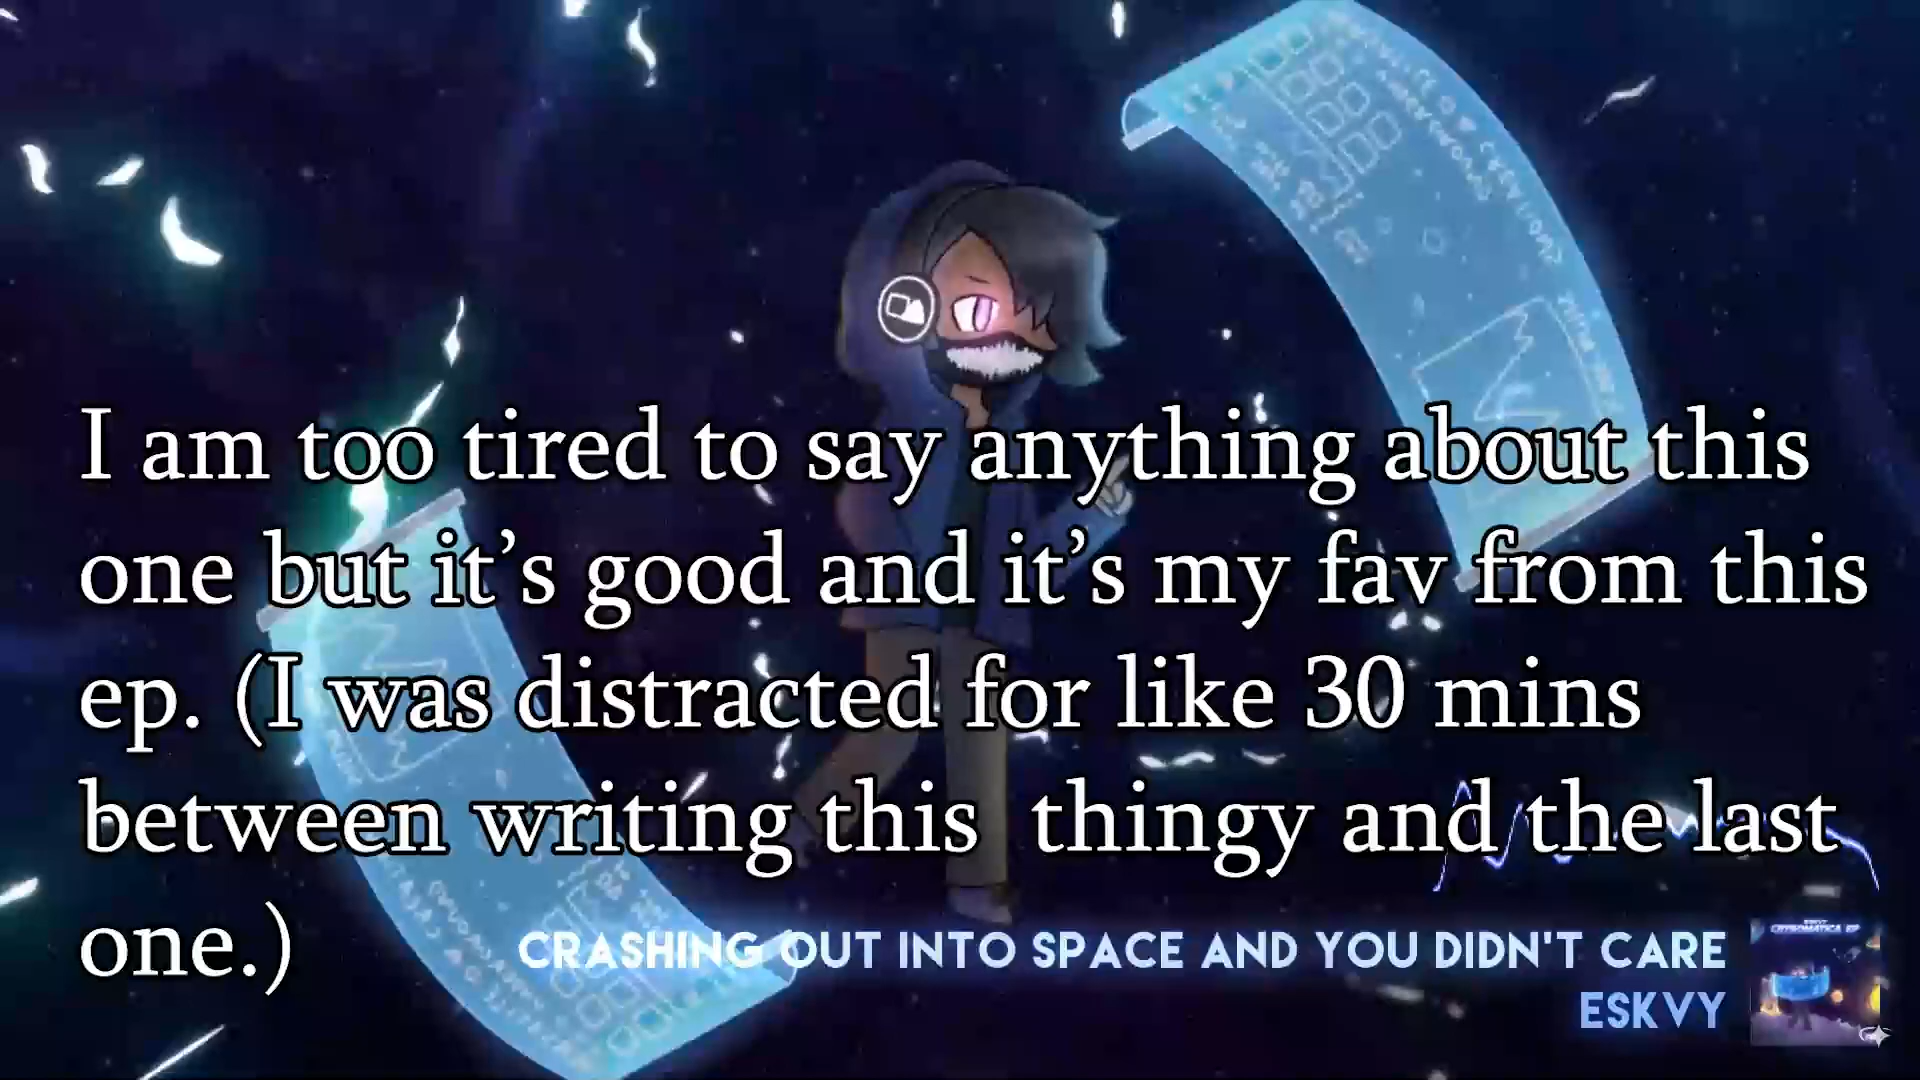 I am too tired to say anything about this
one but it’s good and it’s my fav from this
ep. (I was distracted for like 30 mins
between writing this  thingy and the last
one.)
CRASHING OUT INTO SPACE AND YOU DIDN'T CARE
ESKVY